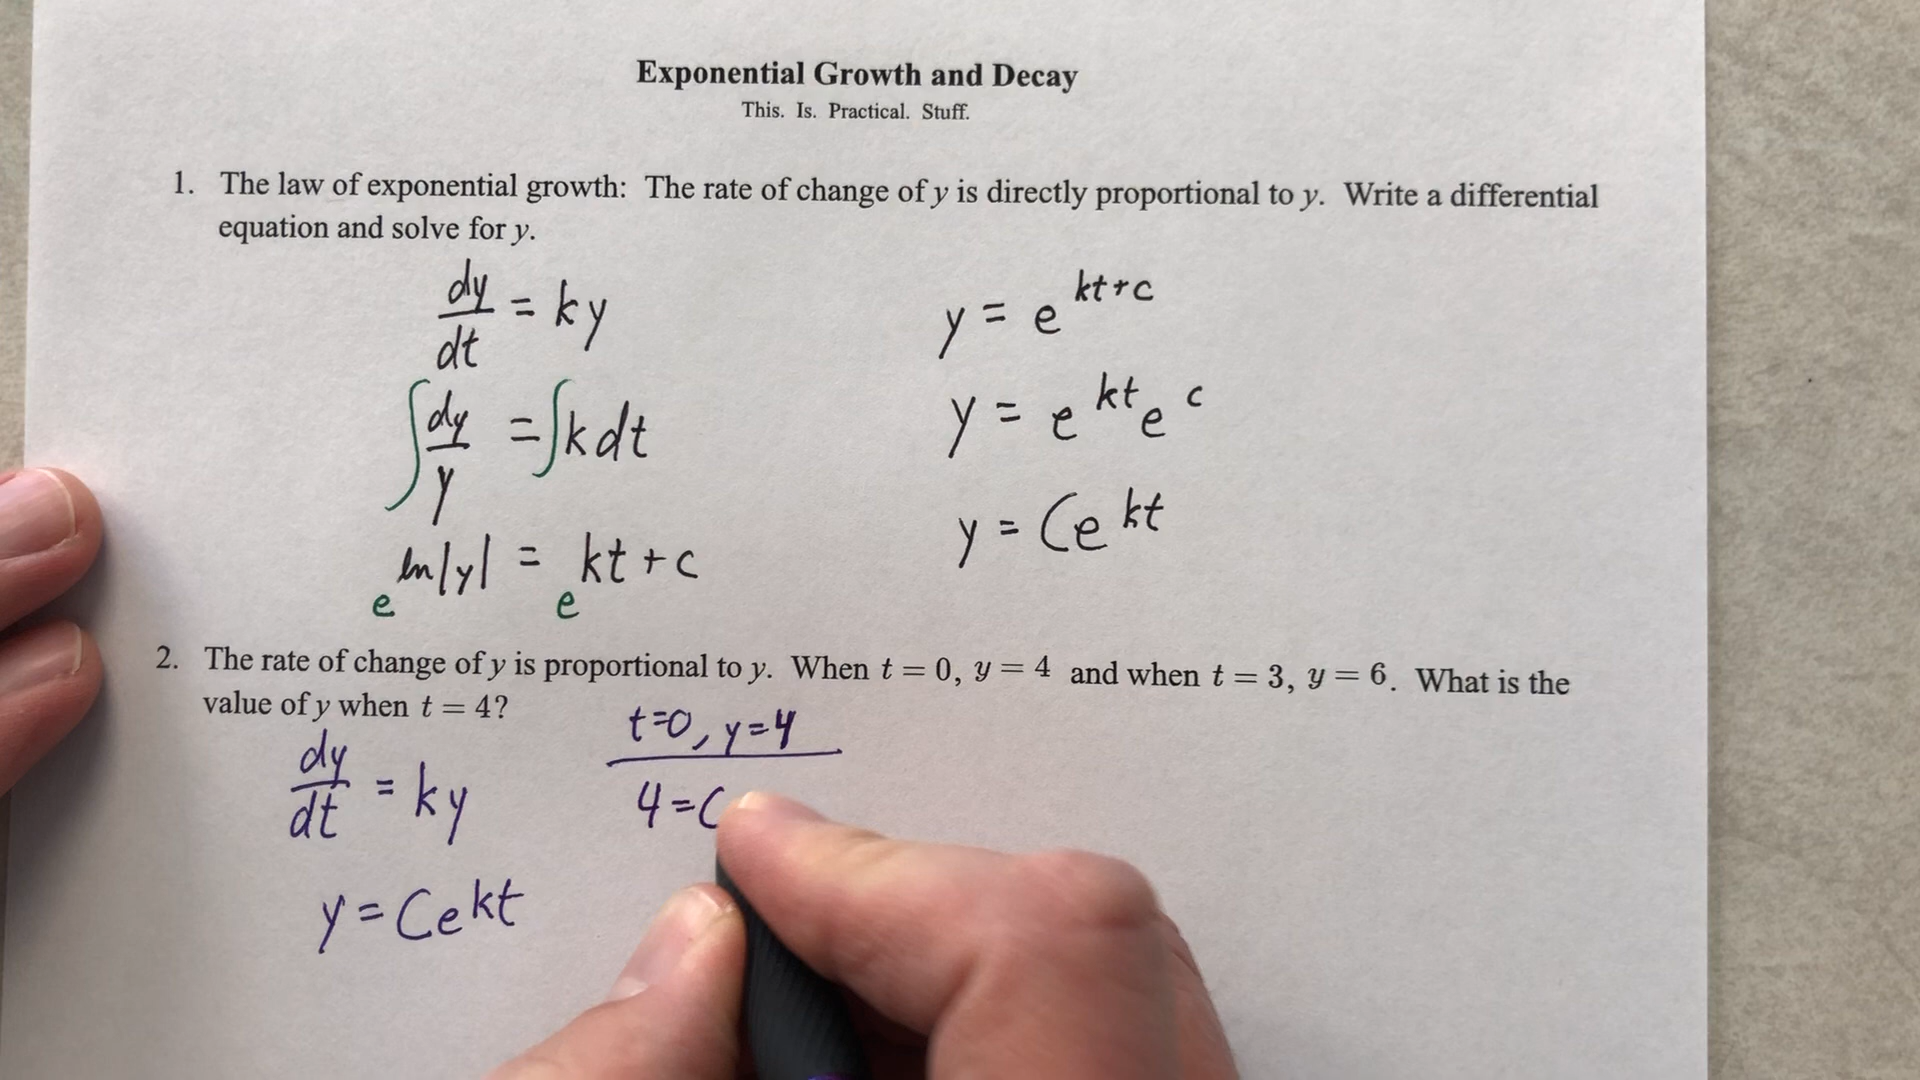 Exponential Growth and Decay
This. Is. Practical. Stuff.
1. The law of exponential growth: The rate of change of y is directly proportional to y. Write a differential
equation and solve for y.
dy/dt = ky
∫dy/y = ∫k dt
e^ln|y| = e^kt+c
y = e^kt+c
y = e^kt e^c
y = Ce^kt
2. The rate of change of y is proportional to y. When t = 0, y = 4 and when t = 3, y = 6. What is the
value of y when t = 4?
dy/dt = ky
y = Ce^kt
t=0, y=4
4=C